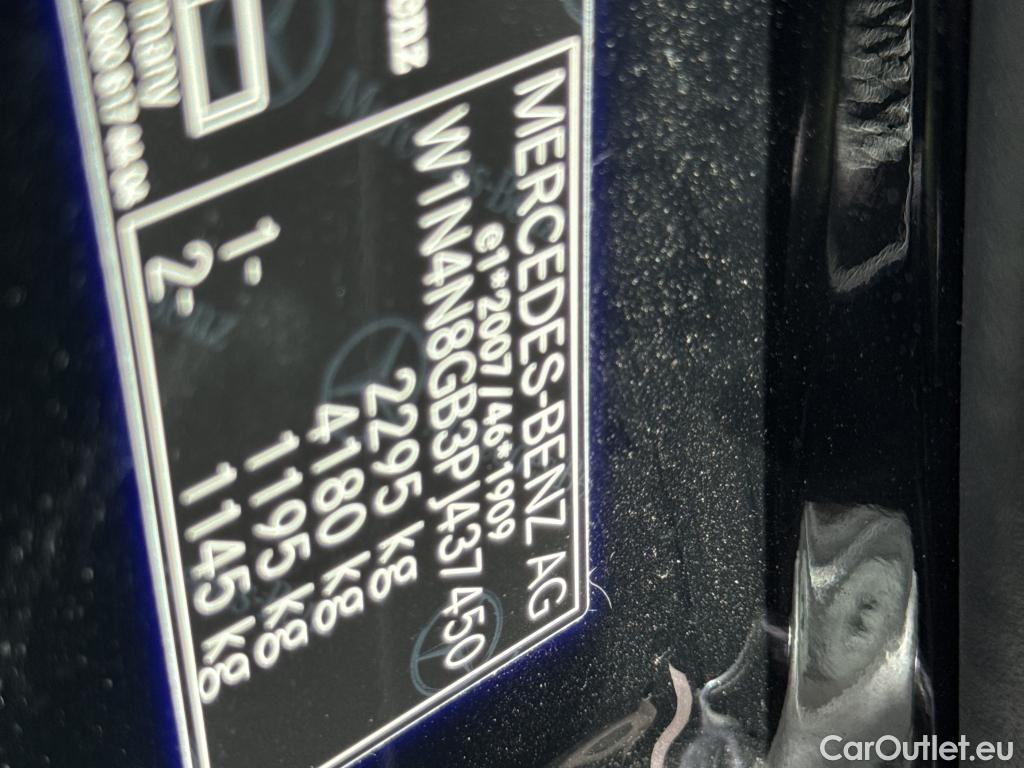 MERCEDES-BENZ AG
e1*2007/46*1909
W1N4N8GB3PJ437450
2295 kg
4180 kg
1- 1195 kg
2- 1145 kg
CarOutlet.eu